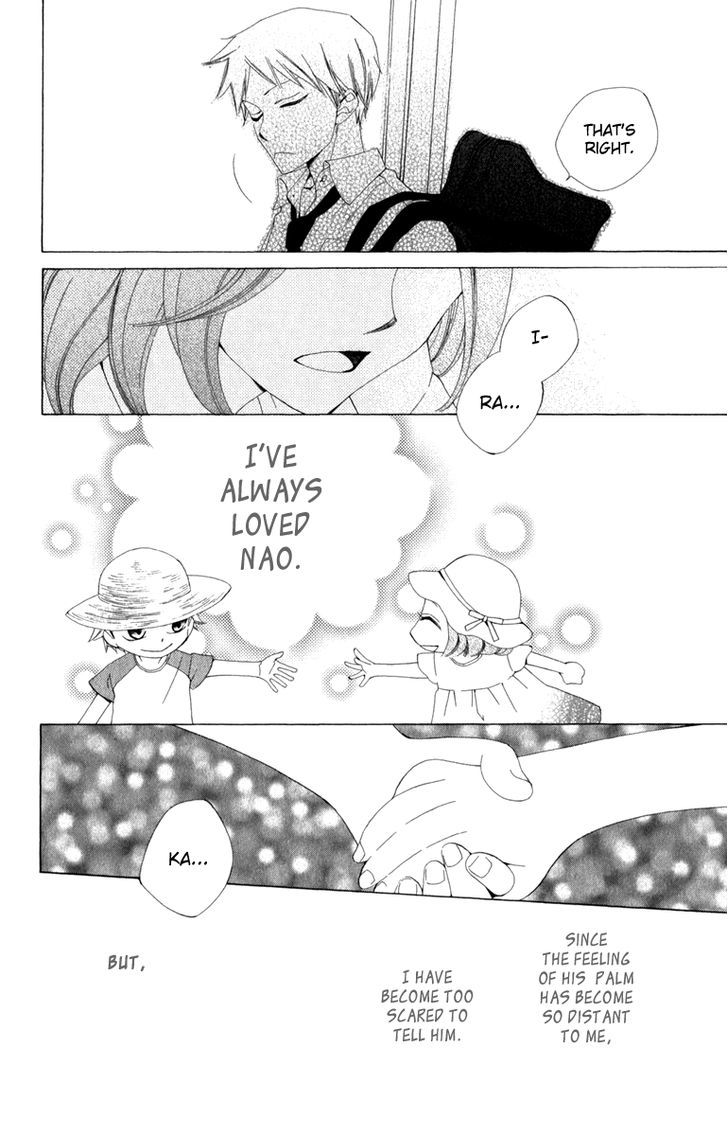 THAT'S
RIGHT.
I-
RA...
I'VE
ALWAYS
LOVED
NAO.
KA...
SINCE
THE FEELING
OF HIS PALM
HAS BECOME
SO DISTANT
TO ME,
I HAVE
BECOME TOO
SCARED TO
TELL HIM.
BUT,